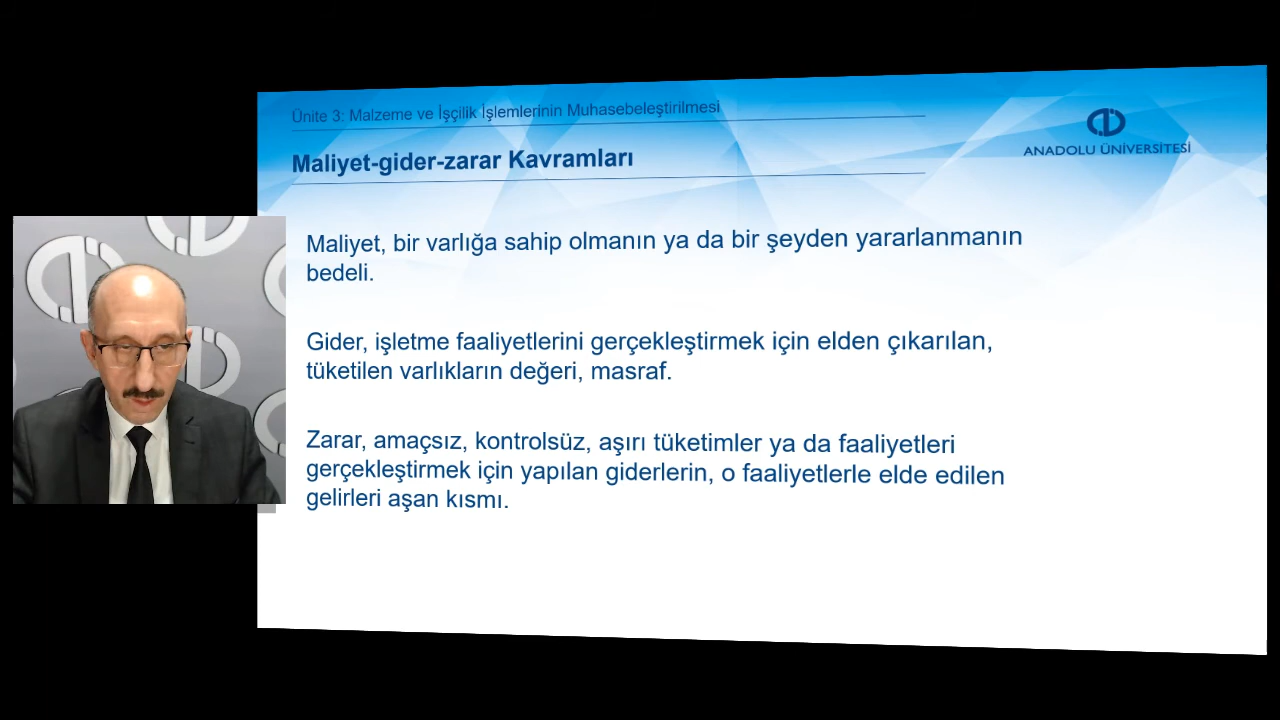 Ünite 3: Malzeme ve İşçilik İşlemlerinin Muhasebeleştirilmesi
ANADOLU ÜNİVERSİTESİ
Maliyet-gider-zarar Kavramları
Maliyet, bir varlığa sahip olmanın ya da bir şeyden yararlanmanın
bedeli.
Gider, işletme faaliyetlerini gerçekleştirmek için elden çıkarılan,
tüketilen varlıkların değeri, masraf.
Zarar, amaçsız, kontrolsüz, aşırı tüketimler ya da faaliyetleri
gerçekleştirmek için yapılan giderlerin, o faaliyetlerle elde edilen
gelirleri aşan kısmı.